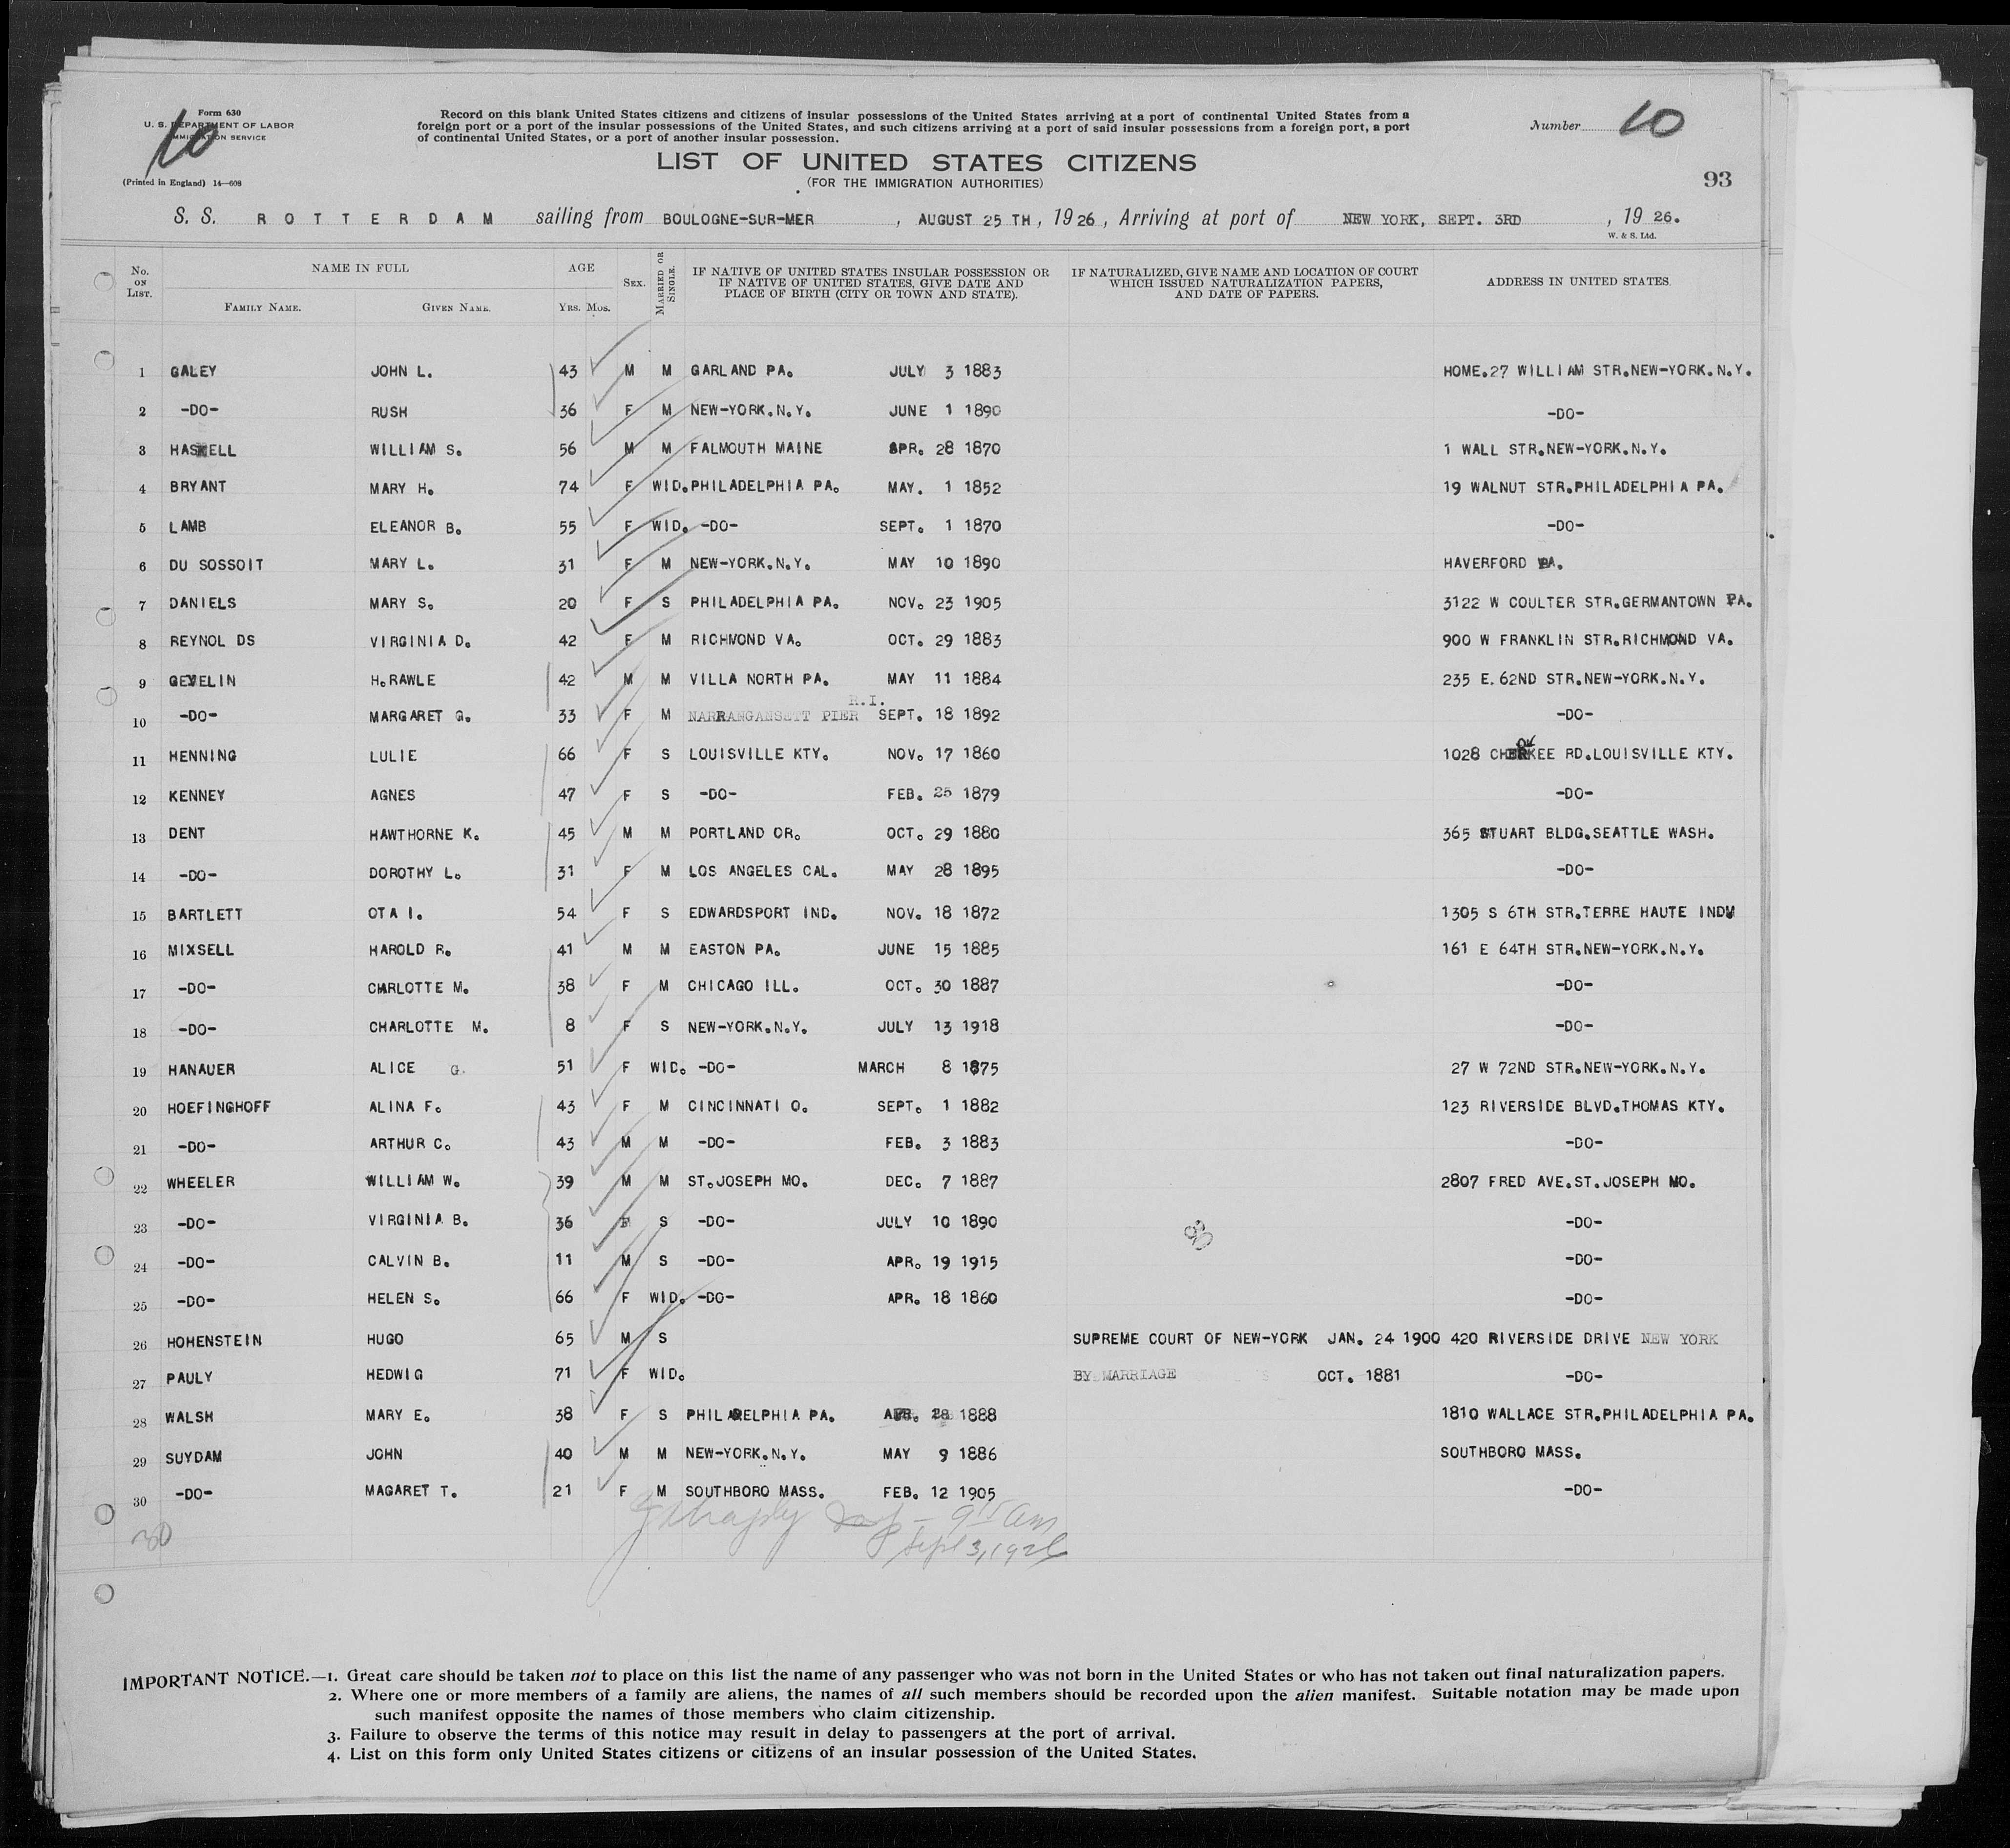 Form 630
U. S. DEPARTMENT OF LABOR
IMMIGRATION SERVICE
10
(Printed in England) 14—608
Record on this blank United States citizens and citizens of insular possessions of the United States arriving at a port of continental United States from a
foreign port or a port of the insular possessions of the United States, and such citizens arriving at a port of said insular possessions from a foreign port, a port
of continental United States, or a port of another insular possession.
Number 10
LIST OF UNITED STATES CITIZENS
(FOR THE IMMIGRATION AUTHORITIES)
93
S. S. ROTTERDAM sailing from BOULOGNE-SUR-MER, AUGUST 25 TH, 1926, Arriving at port of NEW YORK, SEPT. 3RD, 19 26.
W. & S. Ltd.
No. ON LIST. NAME IN FULL AGE SEX. MARRIED OR SINGLE. IF NATIVE OF UNITED STATES INSULAR POSSESSION OR IF NATIVE OF UNITED STATES, GIVE DATE AND PLACE OF BIRTH (CITY OR TOWN AND STATE). IF NATURALIZED, GIVE NAME AND LOCATION OF COURT WHICH ISSUED NATURALIZATION PAPERS, AND DATE OF PAPERS. ADDRESS IN UNITED STATES.
FAMILY NAME. GIVEN NAME. YRS. MOS.
1 GALEY JOHN L. 43 M M GARLAND PA. JULY 3 1883 HOME.27 WILLIAM STR.NEW-YORK.N.Y.
2 -DO- RUSH 36 F M NEW-YORK.N.Y. JUNE 1 1890 -DO-
3 HASKELL WILLIAM S. 56 M M FALMOUTH MAINE APR. 28 1870 1 WALL STR.NEW-YORK.N.Y.
4 BRYANT MARY H. 74 F WID. PHILADELPHIA PA. MAY. 1 1852 19 WALNUT STR.PHILADELPHIA PA.
5 LAMB ELEANOR B. 55 F WID. -DO- SEPT. 1 1870 -DO-
6 DU SOSSOIT MARY L. 31 F M NEW-YORK.N.Y. MAY 10 1890 HAVERFORD PA.
7 DANIELS MARY S. 20 F S PHILADELPHIA PA. NOV. 23 1905 3122 W COULTER STR.GERMANTOWN PA.
8 REYNOL DS VIRGINIA D. 42 F M RICHMOND VA. OCT. 29 1883 900 W FRANKLIN STR.RICHMOND VA.
9 GEYELIN H.RAWLE 42 M M VILLA NORTH PA. MAY 11 1884 235 E.62ND STR.NEW-YORK.N.Y.
R.I.
10 -DO- MARGARET G. 33 F M NARRANGANSETT PIER SEPT. 18 1892 -DO-
11 HENNING LULIE 66 F S LOUISVILLE KTY. NOV. 17 1860 1028 CHEROKEE RD.LOUISVILLE KTY.
12 KENNEY AGNES 47 F S -DO- FEB. 25 1879 -DO-
13 DENT HAWTHORNE K. 45 M M PORTLAND OR. OCT. 29 1880 365 STUART BLDG.SEATTLE WASH.
14 -DO- DOROTHY L. 31 F M LOS ANGELES CAL. MAY 28 1895 -DO-
15 BARTLETT OTA I. 54 F S EDWARDSPORT IND. NOV. 18 1872 1305 S 6TH STR.TERRE HAUTE IND
16 MIXSELL HAROLD R. 41 M M EASTON PA. JUNE 15 1885 161 E 64TH STR.NEW-YORK.N.Y.
17 -DO- CHARLOTTE M. 38 F M CHICAGO ILL. OCT. 30 1887 -DO-
18 -DO- CHARLOTTE M. 8 F S NEW-YORK.N.Y. JULY 13 1918 -DO-
19 HANAUER ALICE G. 51 F WID. -DO- MARCH 8 1875 27 W 72ND STR.NEW-YORK.N.Y.
20 HOEFINGHOFF ALINA F. 43 F M CINCINNATI O. SEPT. 1 1882 123 RIVERSIDE BLVD.THOMAS KTY.
21 -DO- ARTHUR C. 43 M M -DO- FEB. 3 1883 -DO-
22 WHEELER WILLIAM W. 39 M M ST.JOSEPH MO. DEC. 7 1887 2807 FRED AVE.ST.JOSEPH MO.
23 -DO- VIRGINIA B. 36 F S -DO- JULY 10 1890 -DO-
24 -DO- CALVIN B. 11 M S -DO- APR. 19 1915 -DO-
25 -DO- HELEN S. 66 F WID. -DO- APR. 18 1860 -DO-
26 HOHENSTEIN HUGO 65 M S SUPREME COURT OF NEW-YORK JAN. 24 1900 420 RIVERSIDE DRIVE NEW YORK
27 PAULY HEDWIG 71 F WID. BY MARRIAGE OCT. 1881 -DO-
28 WALSH MARY E. 38 F S PHILADELPHIA PA. APR. 28 1888 1810 WALLACE STR.PHILADELPHIA PA.
29 SUYDAM JOHN 40 M M NEW-YORK.N.Y. MAY 9 1886 SOUTHBORO MASS.
30 -DO- MAGARET T. 21 F M SOUTHBORO MASS. FEB. 12 1905 -DO-
30
9 15 am
Sept 3, 1926
IMPORTANT NOTICE.—1. Great care should be taken not to place on this list the name of any passenger who was not born in the United States or who has not taken out final naturalization papers.
2. Where one or more members of a family are aliens, the names of all such members should be recorded upon the alien manifest. Suitable notation may be made upon
such manifest opposite the names of those members who claim citizenship.
3. Failure to observe the terms of this notice may result in delay to passengers at the port of arrival.
4. List on this form only United States citizens or citizens of an insular possession of the United States.